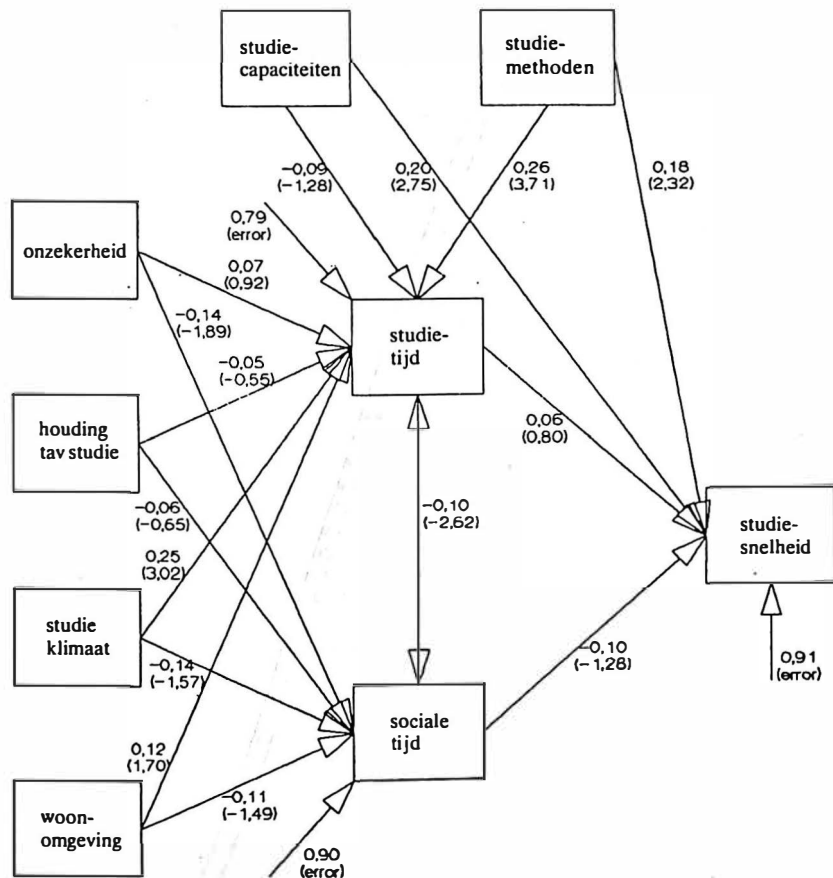 studie-
capaciteiten
studie-
methoden
-0,09
(-1,28)
0,20
(2,75)
0,26
(3,71)
0,18
(2,32)
0,79
(error)
onzekerheid
0,07
(0,92)
-0,14
(-1,89)
studie-
tijd
-0,05
(-0,55)
houding
tav studie
0,06
(0,80)
-0,06
(-0,65)
-0,10
(-2,62)
studie-
snelheid
0,25
(3,02)
studie
klimaat
-0,14
(-1,57)
-0,10
(-1,28)
0,91
(error)
sociale
tijd
0,12
(1,70)
-0,11
(-1,49)
woon-
omgeving
0,90
(error)